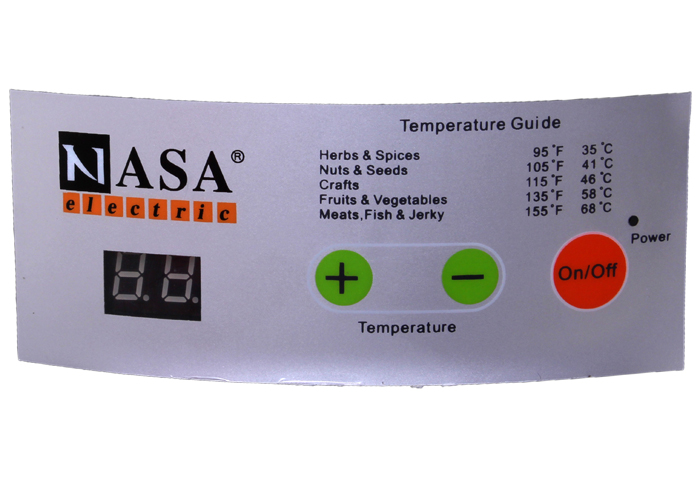 NASA®
electric
Temperature Guide
Herbs & Spices 95°F 35°C
Nuts & Seeds 105°F 41°C
Crafts 115°F 46°C
Fruits & Vegetables 135°F 58°C
Meats,Fish & Jerky 155°F 68°C
Power
+ − On/Off
Temperature